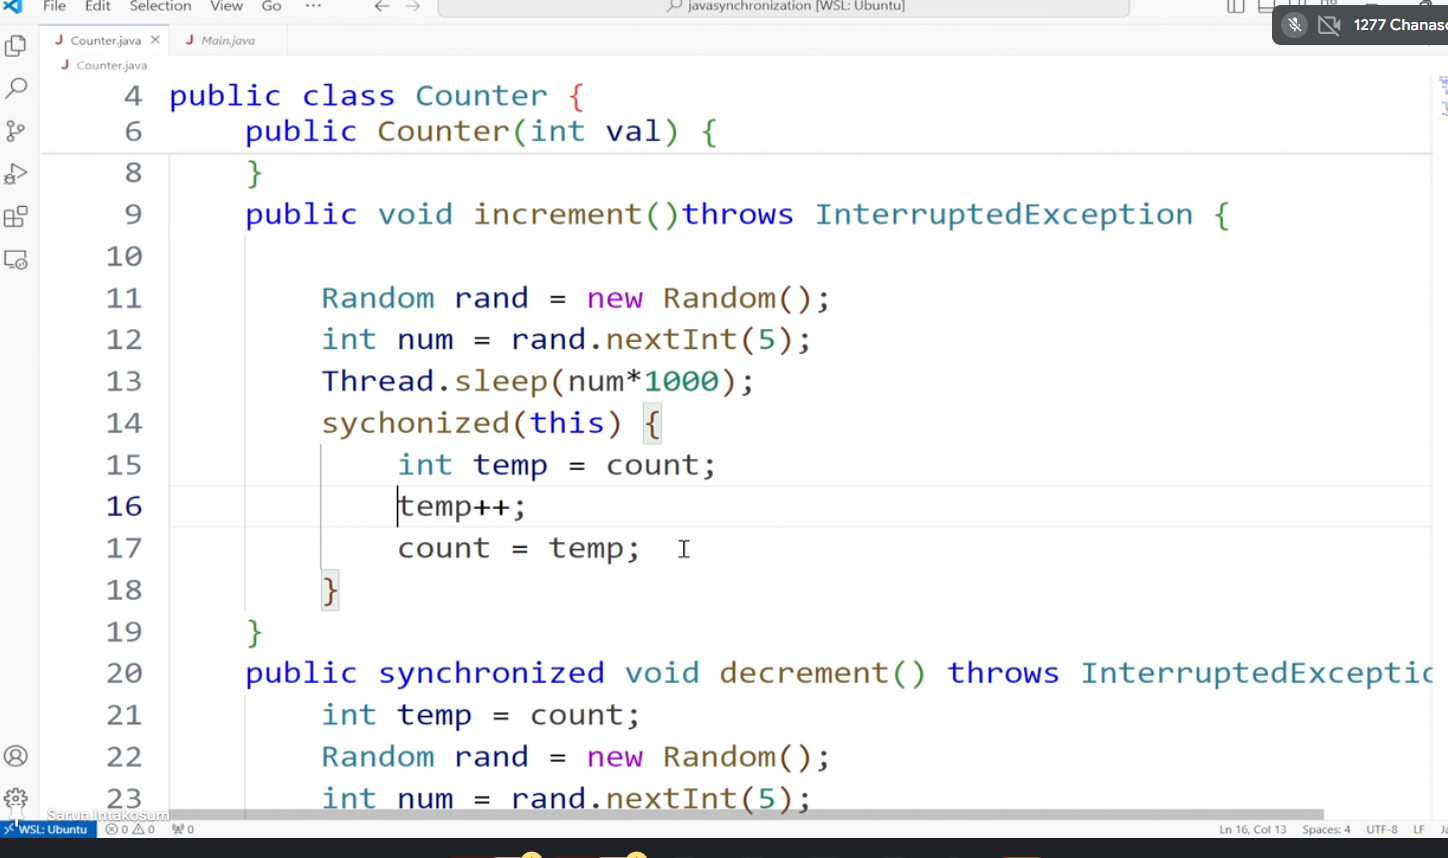 File Edit Selection View Go ···
javasynchronization [WSL: Ubuntu]
1277 Chanas
J Counter.java × J Main.java
J Counter.java
4 public class Counter {
6 public Counter(int val) {
8 }
9 public void increment()throws InterruptedException {
10
11 Random rand = new Random();
12 int num = rand.nextInt(5);
13 Thread.sleep(num*1000);
14 sychonized(this) {
15 int temp = count;
16 temp++;
17 count = temp;
18 }
19 }
20 public synchronized void decrement() throws InterruptedExceptio
21 int temp = count;
22 Random rand = new Random();
23 int num = rand.nextInt(5);
Sarun Intakosum
WSL: Ubuntu 0 0 0 Ln 16, Col 13 Spaces: 4 UTF-8 LF